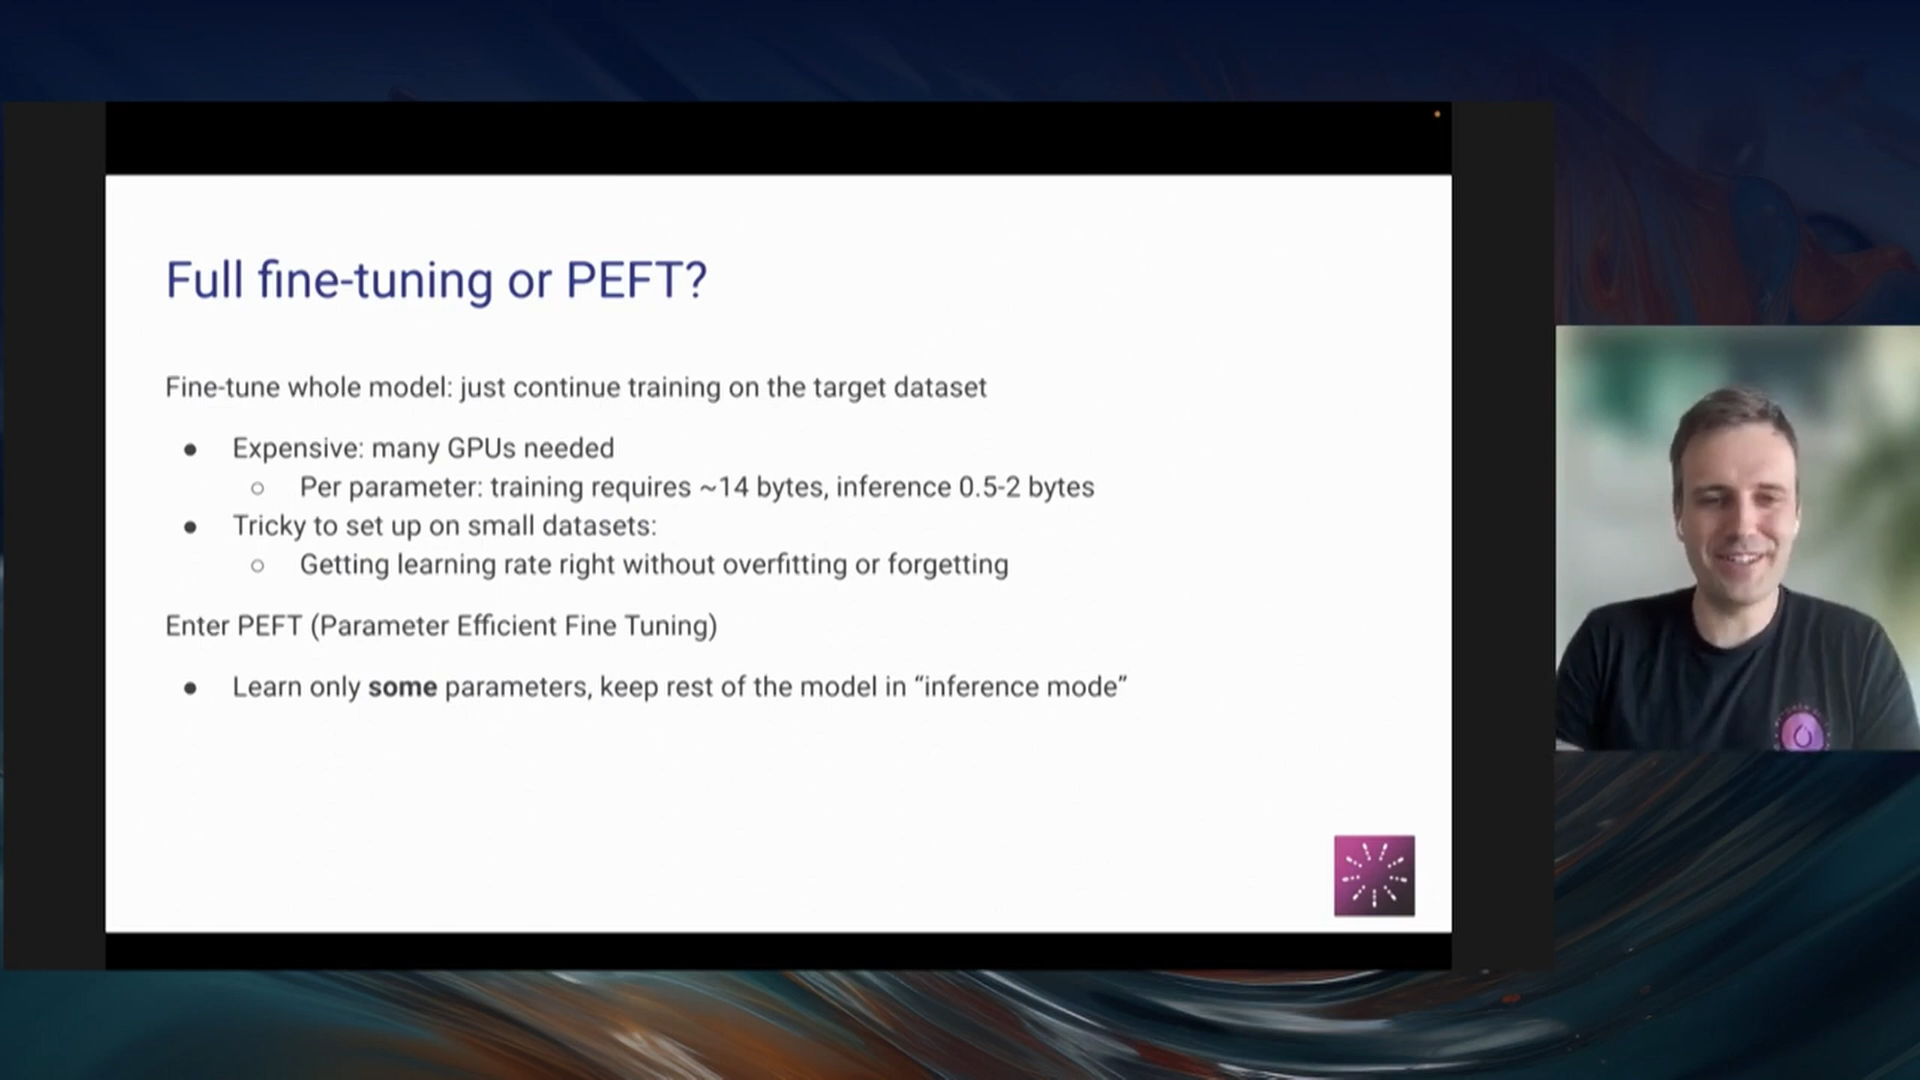 Full fine-tuning or PEFT?
Fine-tune whole model: just continue training on the target dataset
● Expensive: many GPUs needed
○ Per parameter: training requires ~14 bytes, inference 0.5-2 bytes
● Tricky to set up on small datasets:
○ Getting learning rate right without overfitting or forgetting
Enter PEFT (Parameter Efficient Fine Tuning)
● Learn only some parameters, keep rest of the model in “inference mode”